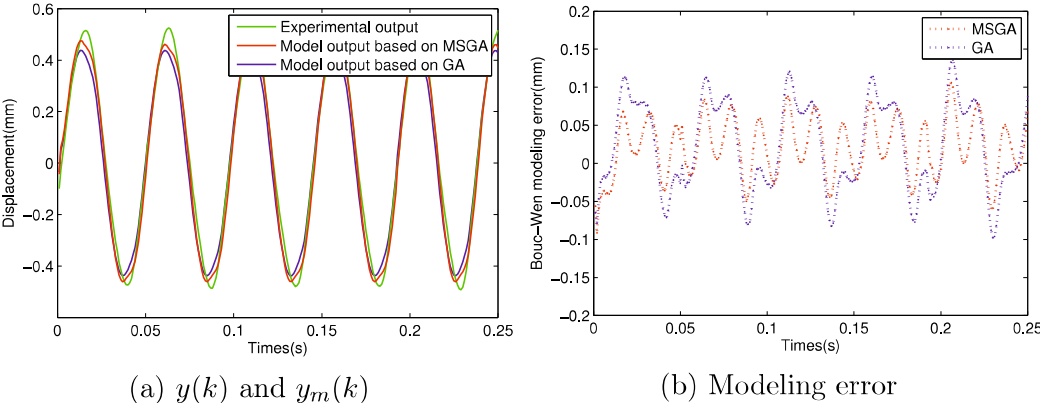 0.6
0.4
0.2
0
−0.2
−0.4
Displacement(mm)
Experimental output
Model output based on MSGA
Model output based on GA
0
0.05
0.1
0.15
0.2
0.25
Times(s)
(a) y(k) and yₘ(k)
0.2
0.15
0.1
0.05
0
−0.05
−0.1
−0.15
−0.2
Bouc−Wen modeling error(mm)
MSGA
GA
0
0.05
0.1
0.15
0.2
0.25
Times(s)
(b) Modeling error